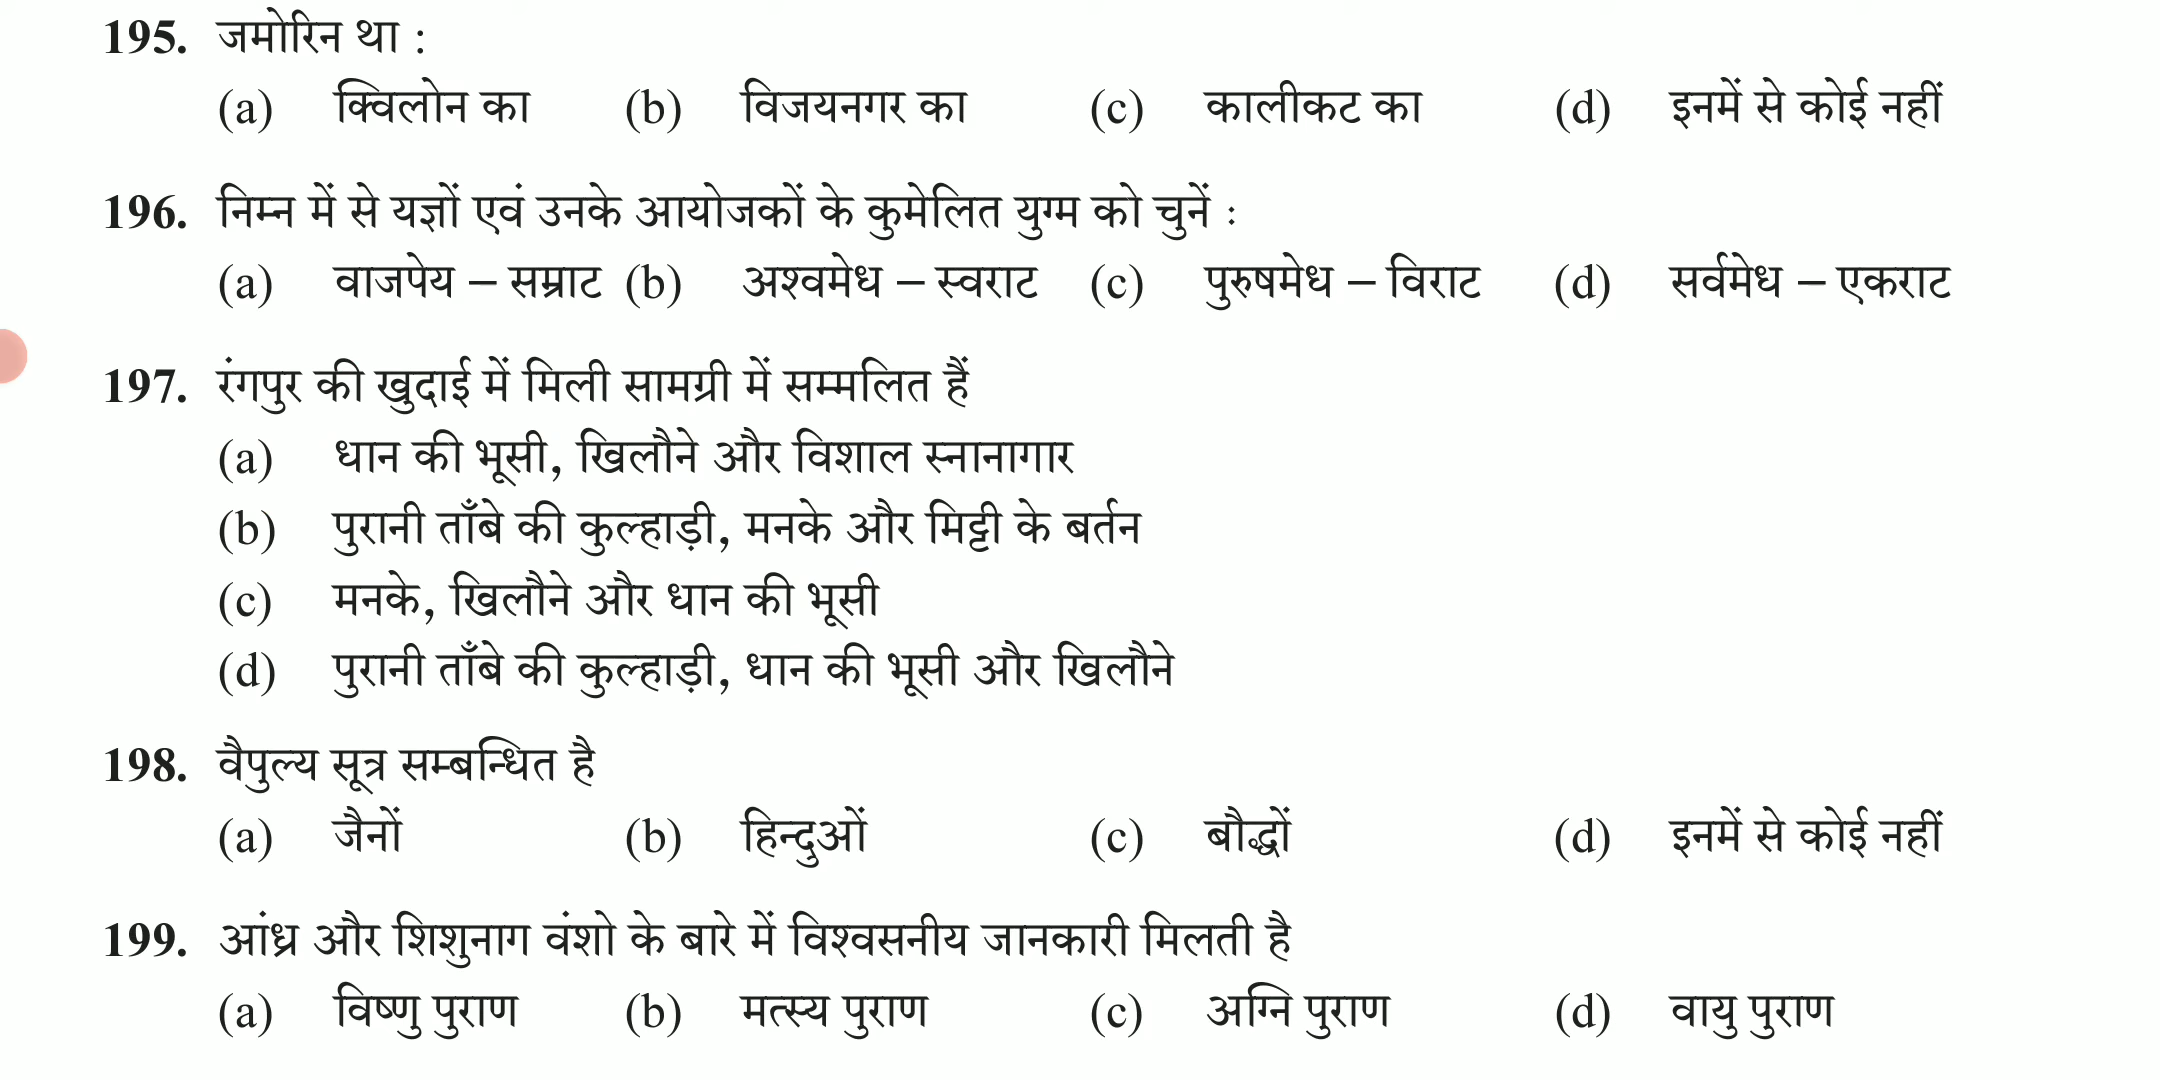 195. जमोरिन था :
(a) क्विलोन का (b) विजयनगर का (c) कालीकट का (d) इनमें से कोई नहीं
196. निम्न में से यज्ञों एवं उनके आयोजकों के कुमेलित युग्म को चुनें :
(a) वाजपेय – सम्राट (b) अश्वमेध – स्वराट (c) पुरुषमेध – विराट (d) सर्वमेध – एकराट
197. रंगपुर की खुदाई में मिली सामग्री में सम्मलित हैं
(a) धान की भूसी, खिलौने और विशाल स्नानागार
(b) पुरानी ताँबे की कुल्हाड़ी, मनके और मिट्टी के बर्तन
(c) मनके, खिलौने और धान की भूसी
(d) पुरानी ताँबे की कुल्हाड़ी, धान की भूसी और खिलौने
198. वैपुल्य सूत्र सम्बन्धित है
(a) जैनों (b) हिन्दुओं (c) बौद्धों (d) इनमें से कोई नहीं
199. आंध्र और शिशुनाग वंशो के बारे में विश्वसनीय जानकारी मिलती है
(a) विष्णु पुराण (b) मत्स्य पुराण (c) अग्नि पुराण (d) वायु पुराण